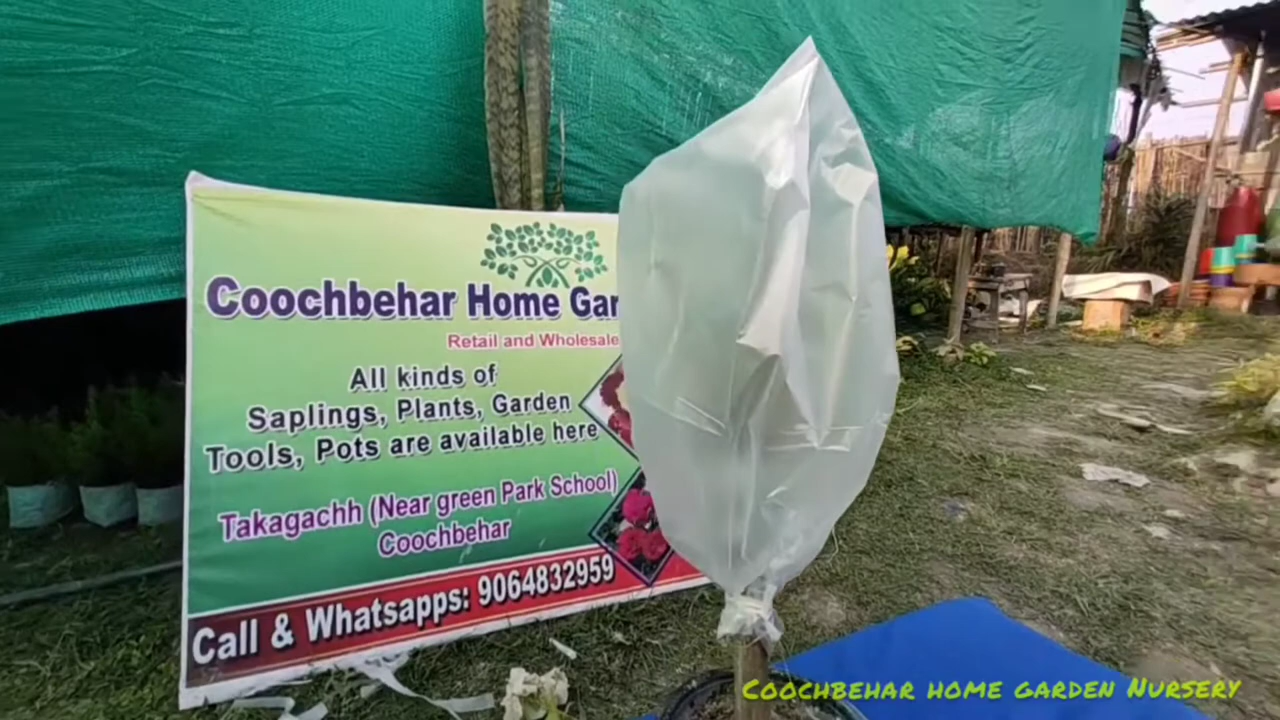 Coochbehar Home Gar
Retail and Wholesale
All kinds of
Saplings, Plants, Garden
Tools, Pots are available here
Takagachh (Near green Park School)
Coochbehar
Call & Whatsapps: 9064832959
Coochbehar home garden Nursery